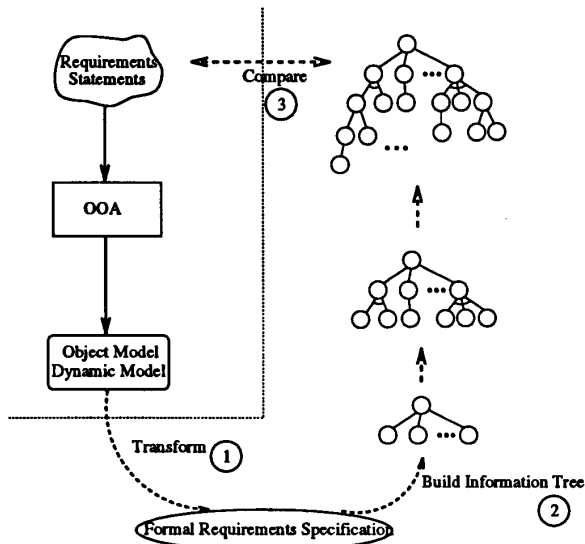 Requirements
Statements
Compare
3
OOA
Object Model
Dynamic Model
Transform
1
Build Information Tree
2
Formal Requirements Specification